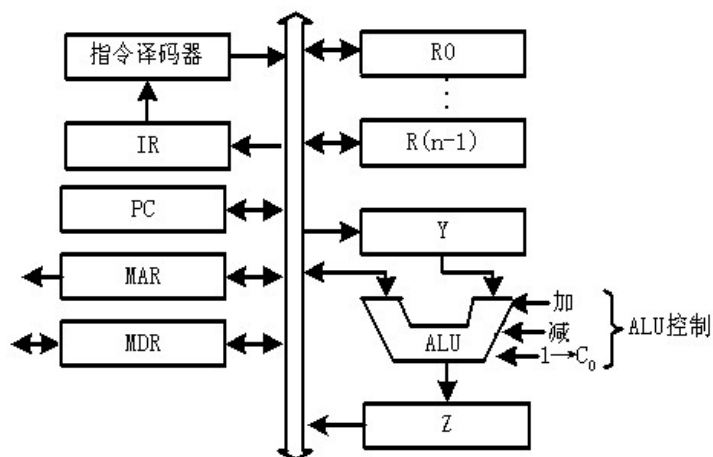 指令译码器
IR
PC
MAR
MDR
R0
R(n-1)
Y
ALU
Z
加
减
1→C₀
ALU控制